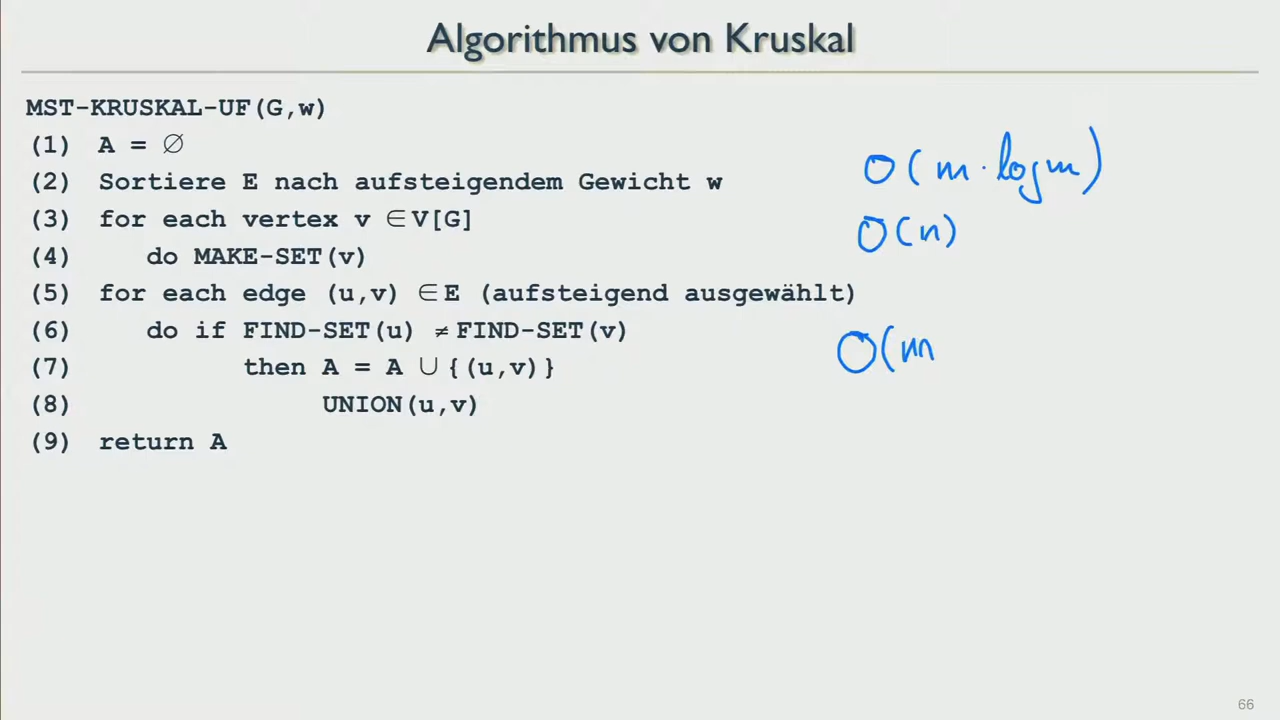 Algorithmus von Kruskal
MST-KRUSKAL-UF(G,w)
(1) A = ∅
(2) Sortiere E nach aufsteigendem Gewicht w
O(m·log m)
(3) for each vertex v ∈ V[G]
O(n)
(4) do MAKE-SET(v)
(5) for each edge (u,v) ∈ E (aufsteigend ausgewählt)
(6) do if FIND-SET(u) ≠ FIND-SET(v)
O(m
(7) then A = A ∪ {(u,v)}
(8) UNION(u,v)
(9) return A
66